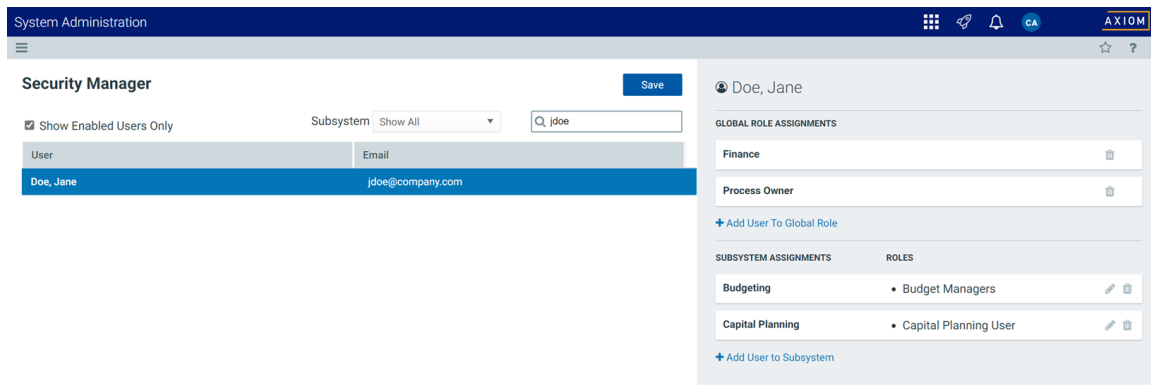 System Administration
CA
AXIOM
?
Security Manager
Save
Show Enabled Users Only
Subsystem Show All
jdoe
User Email
Doe, Jane jdoe@company.com
Doe, Jane
GLOBAL ROLE ASSIGNMENTS
Finance
Process Owner
+ Add User To Global Role
SUBSYSTEM ASSIGNMENTS ROLES
Budgeting • Budget Managers
Capital Planning • Capital Planning User
+ Add User to Subsystem